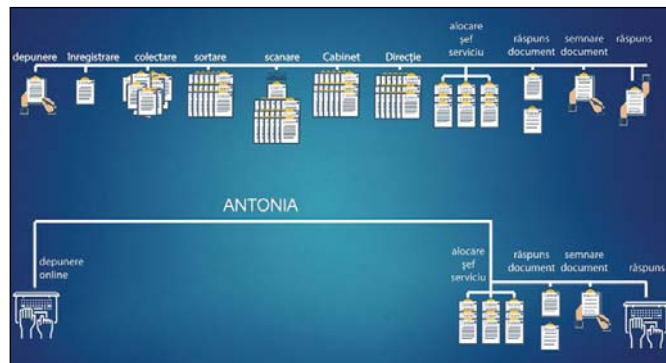 depunere
înregistrare
colectare
sortare
scanare
Cabinet
Direcție
alocare
șef
serviciu
răspuns
document
semnare
document
răspuns
ANTONIA
depunere
online
alocare
șef
serviciu
răspuns
document
semnare
document
răspuns